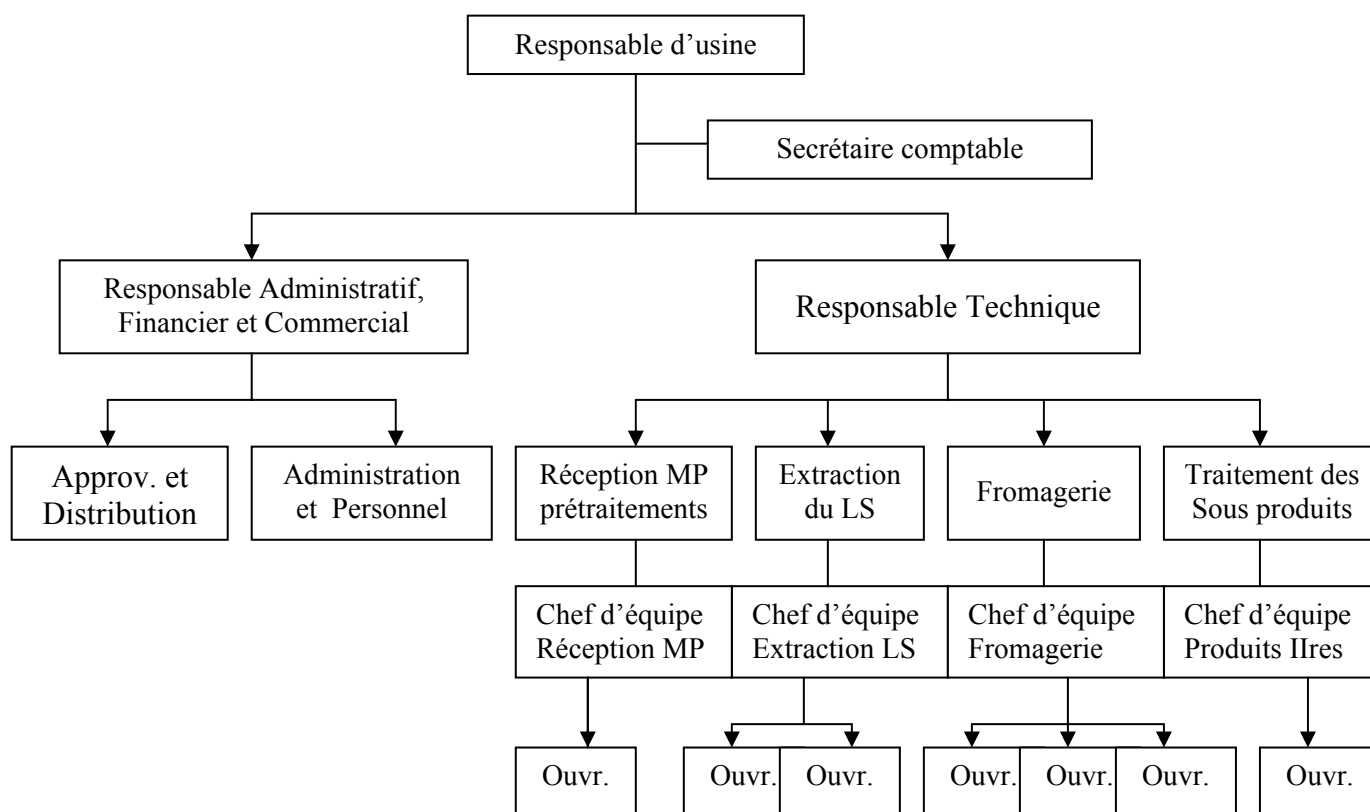 Responsable d’usine
Secrétaire comptable
Responsable Administratif,
Financier et Commercial
Responsable Technique
Approv. et
Distribution
Administration
et Personnel
Réception MP
prétraitements
Extraction
du LS
Fromagerie
Traitement des
Sous produits
Chef d’équipe
Réception MP
Chef d’équipe
Extraction LS
Chef d’équipe
Fromagerie
Chef d’équipe
Produits IIres
Ouvr.
Ouvr.
Ouvr.
Ouvr.
Ouvr.
Ouvr.
Ouvr.